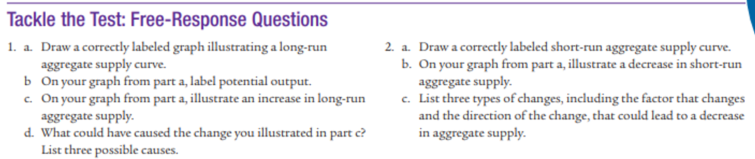 Tackle the Test: Free-Response Questions
1. a. Draw a correctly labeled graph illustrating a long-run
aggregate supply curve.
b On your graph from part a, label potential output.
c. On your graph from part a, illustrate an increase in long-run
aggregate supply.
d. What could have caused the change you illustrated in part c?
List three possible causes.
2. a. Draw a correctly labeled short-run aggregate supply curve.
b. On your graph from part a, illustrate a decrease in short-run
aggregate supply.
c. List three types of changes, including the factor that changes
and the direction of the change, that could lead to a decrease
in aggregate supply.